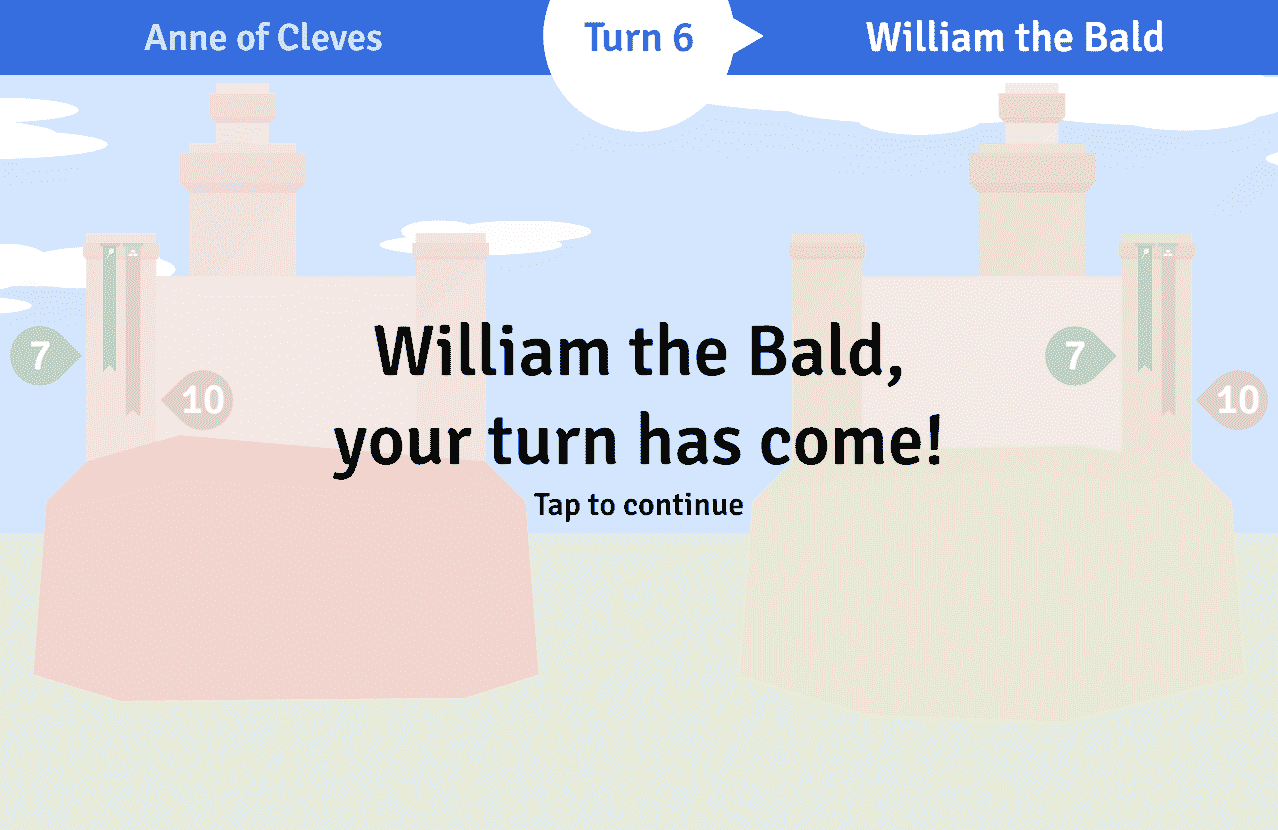 Anne of Cleves
Turn 6
William the Bald
7
10
7
10
William the Bald,
your turn has come!
Tap to continue